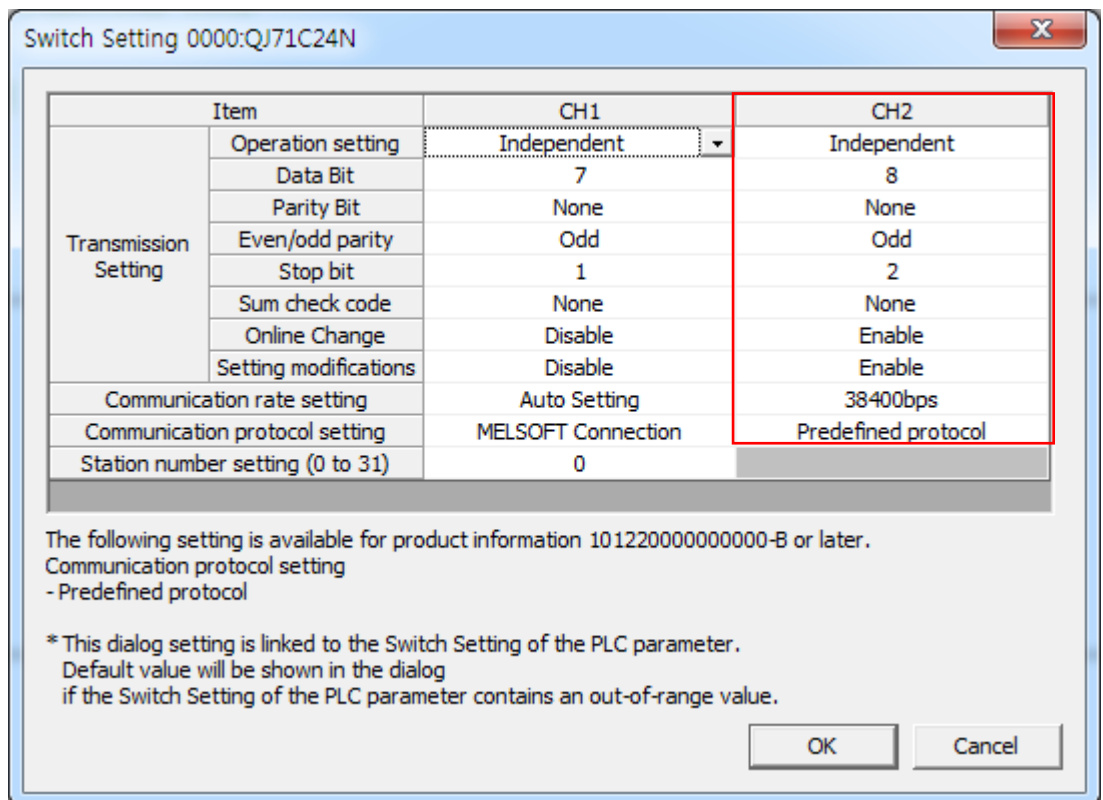 Switch Setting 0000:QJ71C24N
Item CH1 CH2
Transmission Setting
Operation setting Independent Independent
Data Bit 7 8
Parity Bit None None
Even/odd parity Odd Odd
Stop bit 1 2
Sum check code None None
Online Change Disable Enable
Setting modifications Disable Enable
Communication rate setting Auto Setting 38400bps
Communication protocol setting MELSOFT Connection Predefined protocol
Station number setting (0 to 31) 0
The following setting is available for product information 101220000000000-B or later.
Communication protocol setting
- Predefined protocol
* This dialog setting is linked to the Switch Setting of the PLC parameter.
Default value will be shown in the dialog
if the Switch Setting of the PLC parameter contains an out-of-range value.
OK Cancel